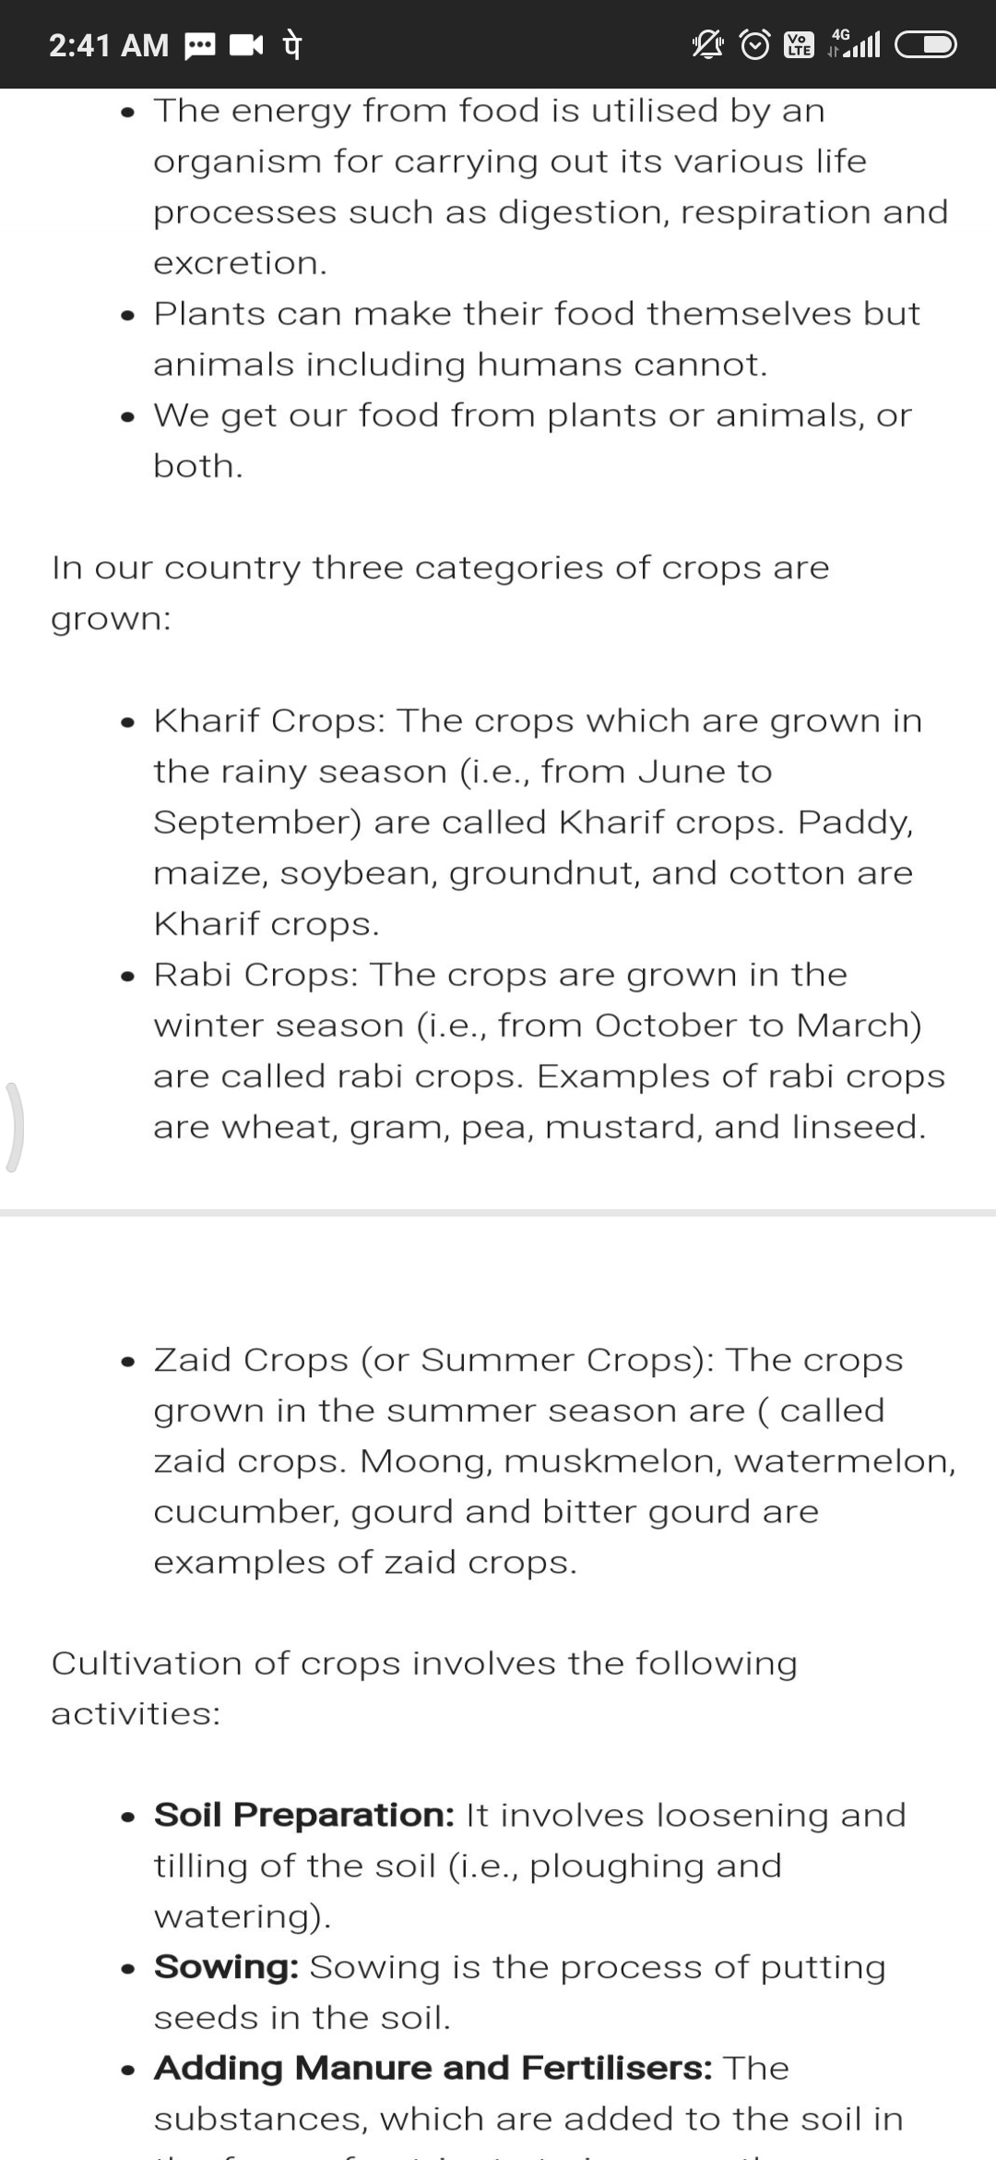 2:41 AM पे 4G
Vo
LTE
• The energy from food is utilised by an
organism for carrying out its various life
processes such as digestion, respiration and
excretion.
• Plants can make their food themselves but
animals including humans cannot.
• We get our food from plants or animals, or
both.
In our country three categories of crops are
grown:
• Kharif Crops: The crops which are grown in
the rainy season (i.e., from June to
September) are called Kharif crops. Paddy,
maize, soybean, groundnut, and cotton are
Kharif crops.
• Rabi Crops: The crops are grown in the
winter season (i.e., from October to March)
are called rabi crops. Examples of rabi crops
are wheat, gram, pea, mustard, and linseed.
• Zaid Crops (or Summer Crops): The crops
grown in the summer season are ( called
zaid crops. Moong, muskmelon, watermelon,
cucumber, gourd and bitter gourd are
examples of zaid crops.
Cultivation of crops involves the following
activities:
• Soil Preparation: It involves loosening and
tilling of the soil (i.e., ploughing and
watering).
• Sowing: Sowing is the process of putting
seeds in the soil.
• Adding Manure and Fertilisers: The
substances, which are added to the soil in